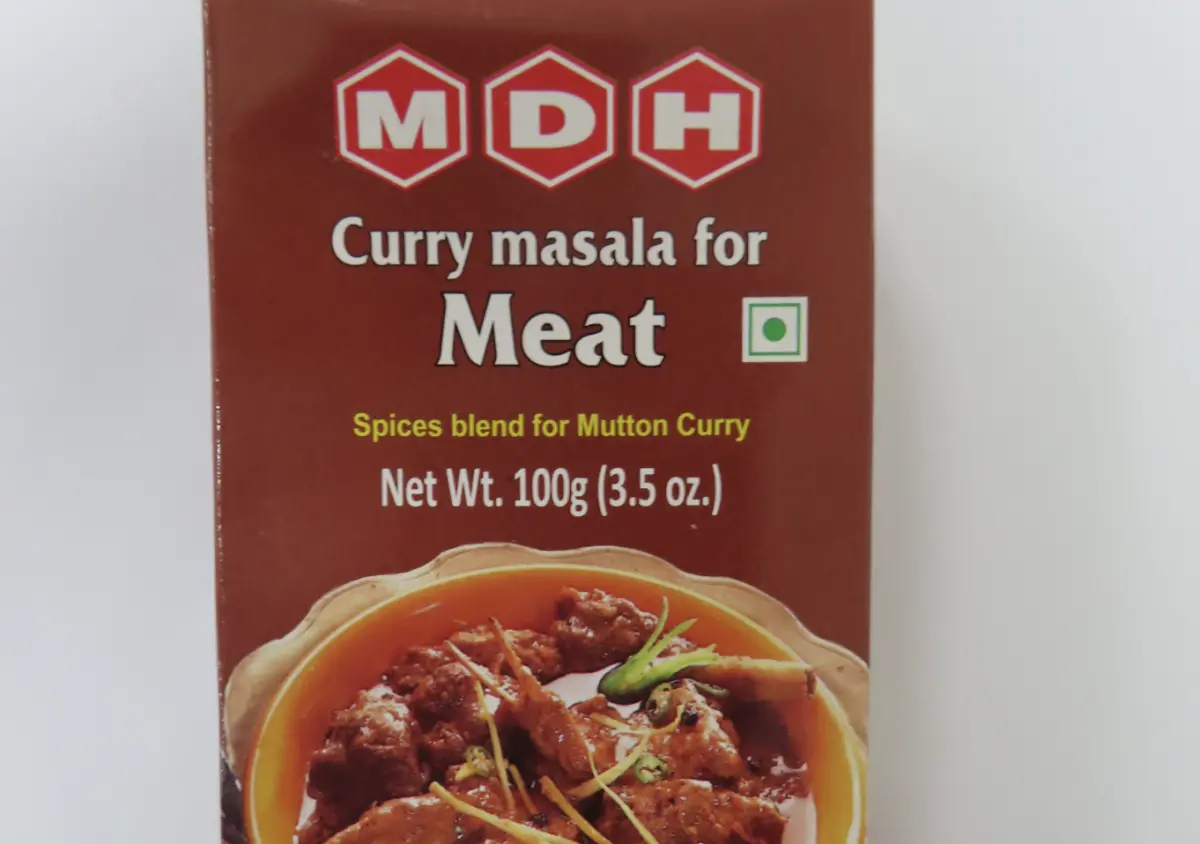 MDH
Curry masala for
Meat
Spices blend for Mutton Curry
Net Wt. 100g (3.5 oz.)